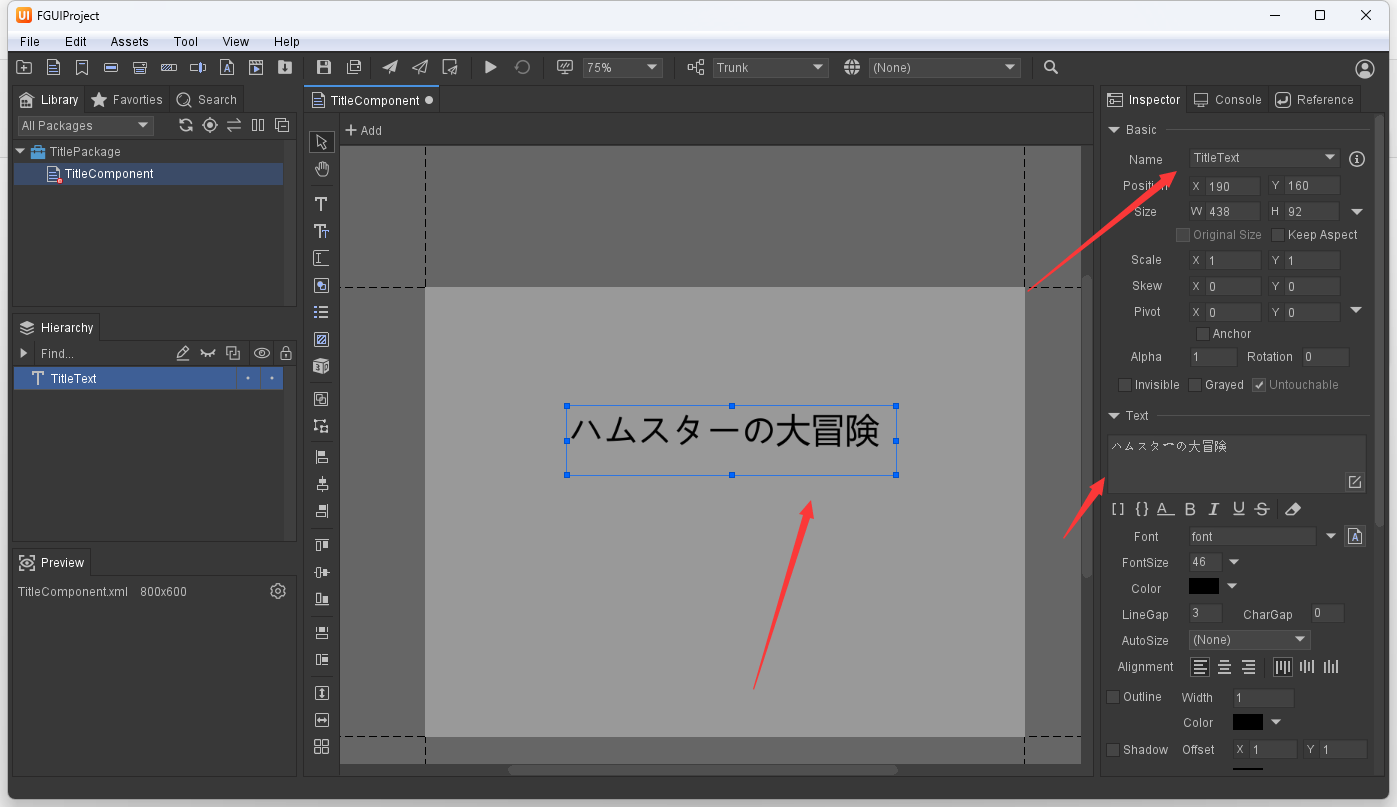 FGUIProject
File Edit Assets Tool View Help
75% Trunk (None)
Library Favorties Search
All Packages
TitlePackage
TitleComponent
Hierarchy
Find...
TitleText
Preview
TitleComponent.xml 800x600
TitleComponent
Add
ハムスターの大冒険
Inspector Console Reference
Basic
Name TitleText
Position X 190 Y 160
Size W 438 H 92
Original Size Keep Aspect
Scale X 1 Y 1
Skew X 0 Y 0
Pivot X 0 Y 0
Anchor
Alpha 1 Rotation 0
Invisible Grayed Untouchable
Text
ハムスターの大冒険
[] {} A B I U S
Font font
FontSize 46
Color
LineGap 3 CharGap 0
AutoSize (None)
Alignment
Outline Width 1
Color
Shadow Offset X 1 Y 1